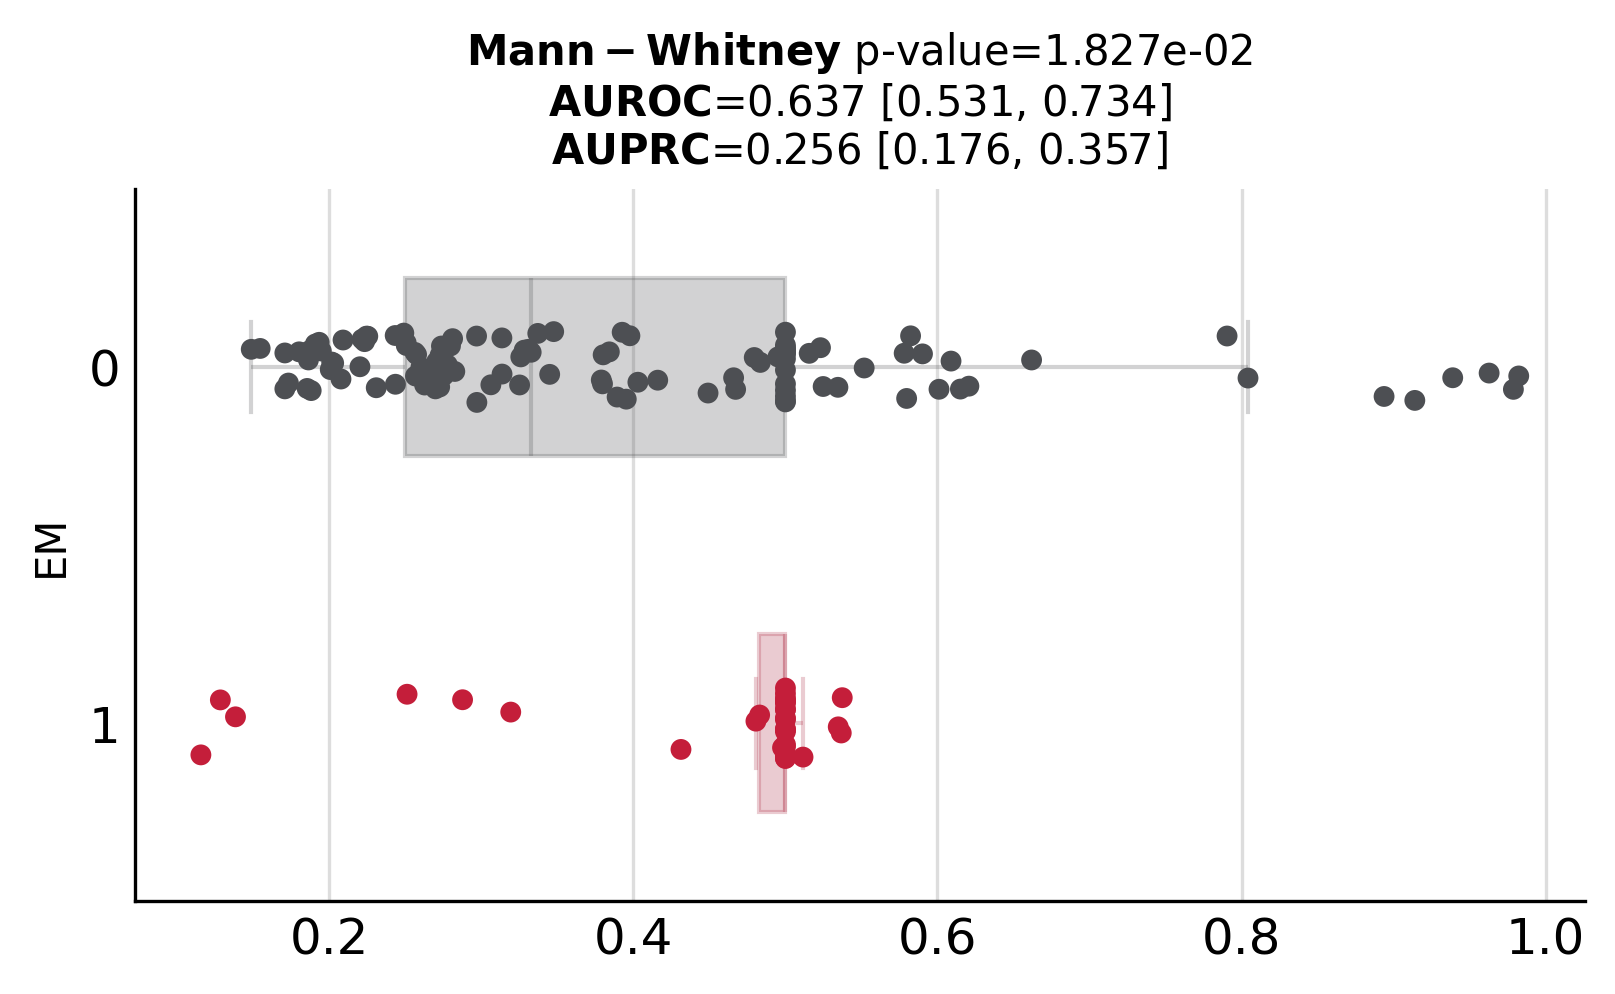 Mann − Whitney p-value=1.827e-02
AUROC=0.637 [0.531, 0.734]
AUPRC=0.256 [0.176, 0.357]
0
EM
1
0.2 0.4 0.6 0.8 1.0